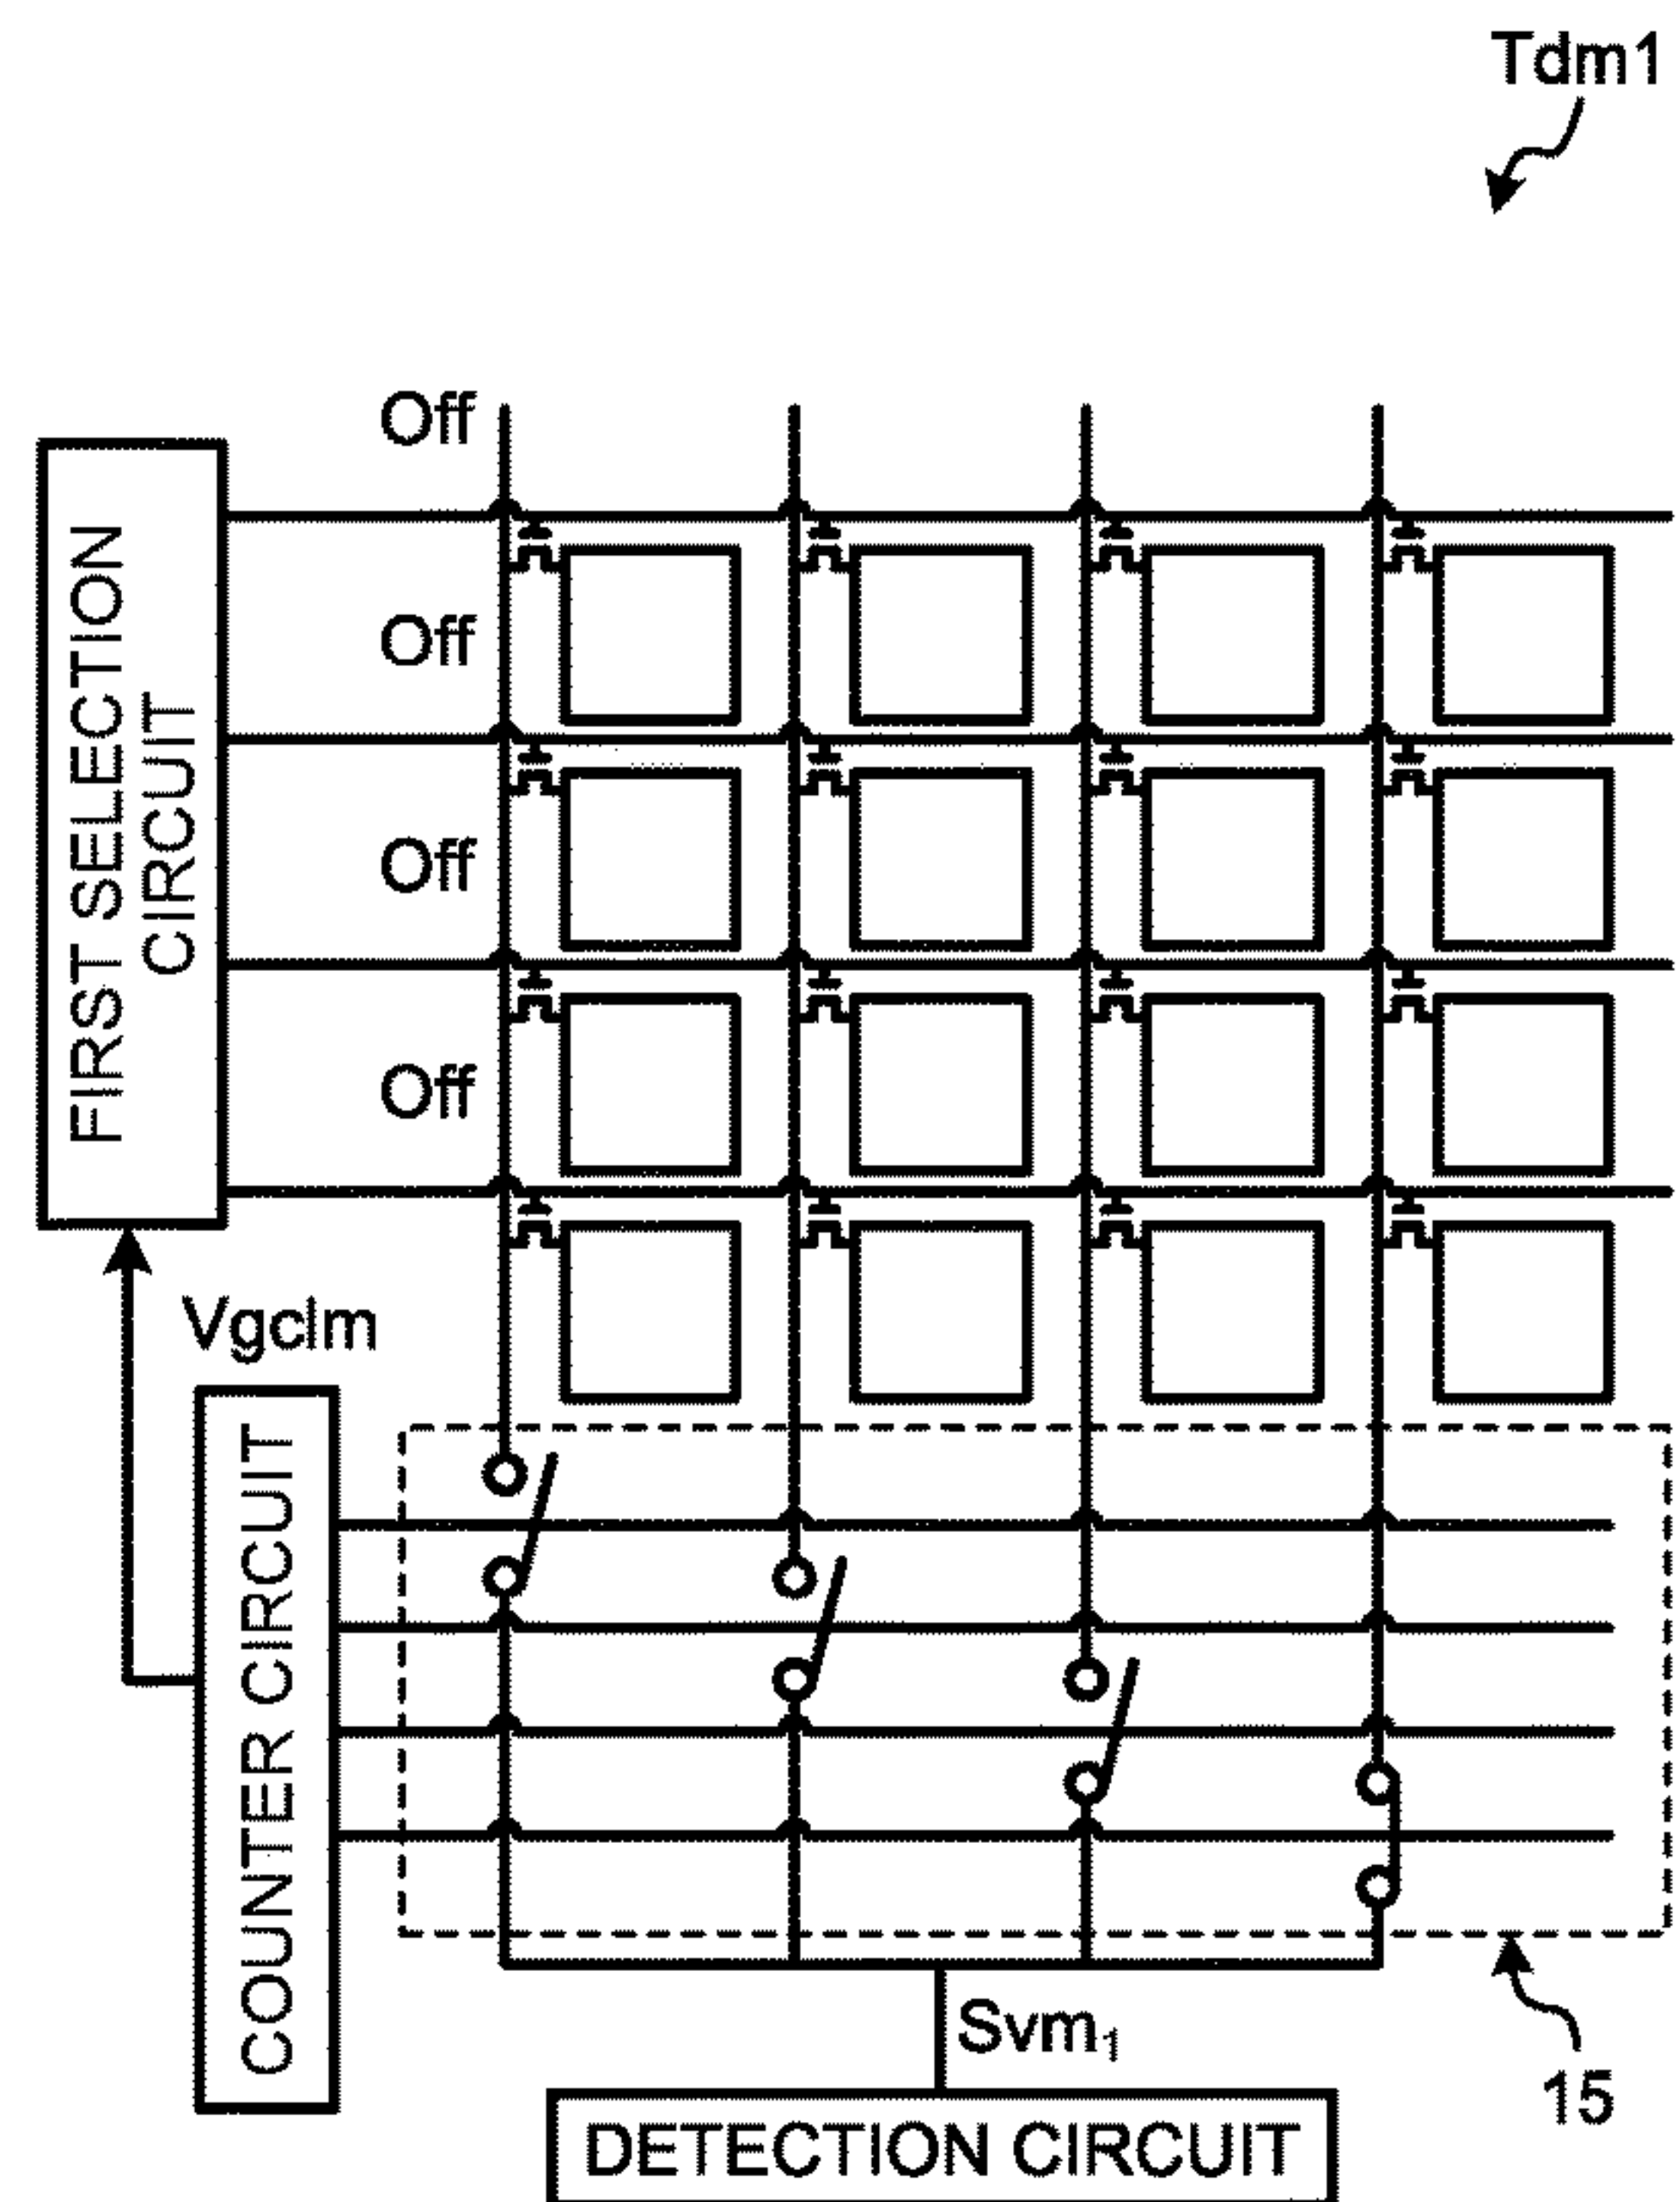 Tdm1
Off
Off
Off
Off
FIRST SELECTION
CIRCUIT
Vgclm
COUNTER CIRCUIT
Svm₁
15
DETECTION CIRCUIT